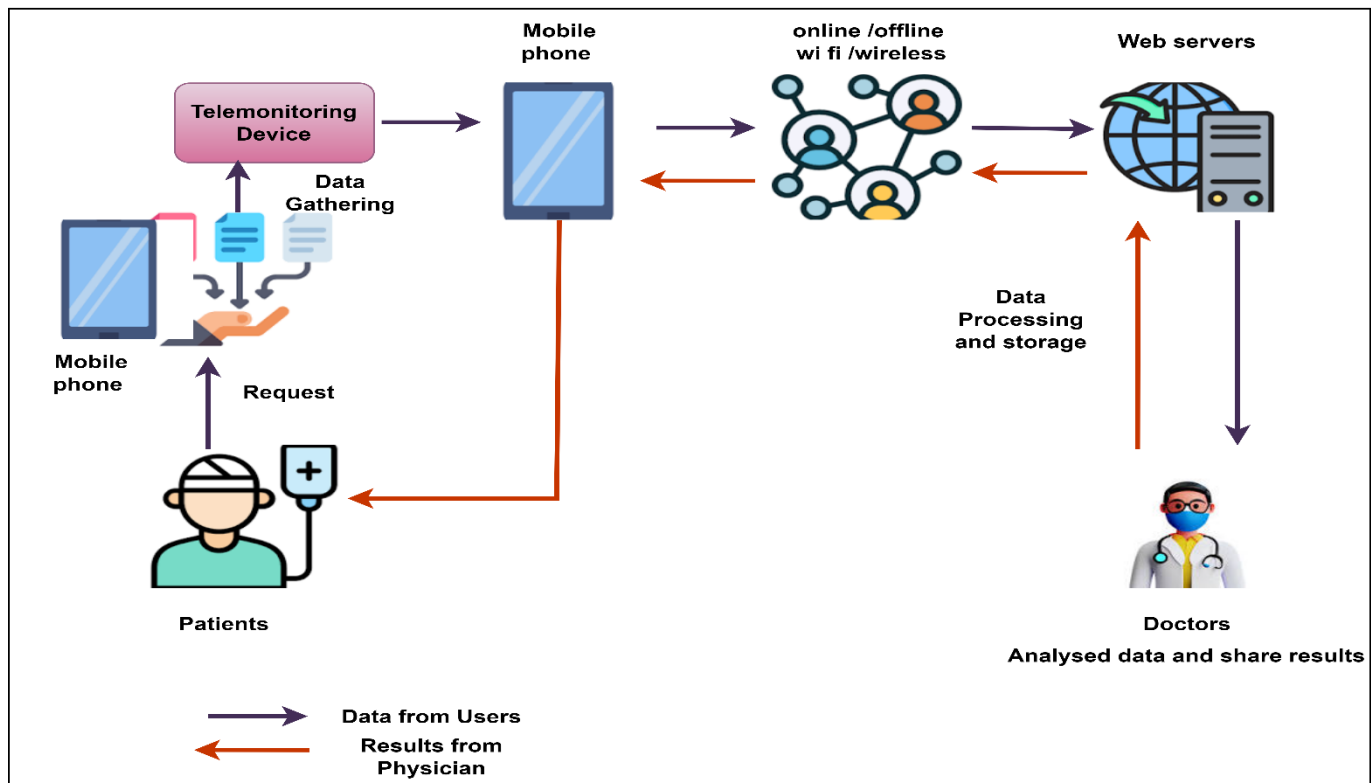 Mobile
phone
online /offline
wi fi /wireless
Web servers
Telemonitoring
Device
Data
Gathering
Mobile
phone
Request
Data
Processing
and storage
Patients
Doctors
Analysed data and share results
Data from Users
Results from
Physician